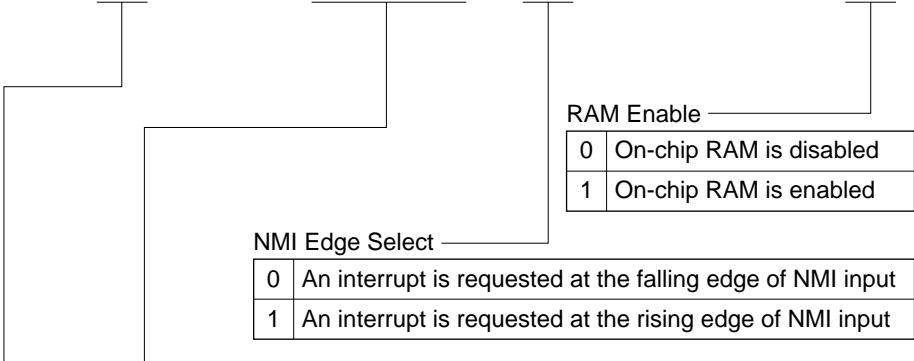 RAM Enable
0 On-chip RAM is disabled
1 On-chip RAM is enabled
NMI Edge Select
0 An interrupt is requested at the falling edge of NMI input
1 An interrupt is requested at the rising edge of NMI input